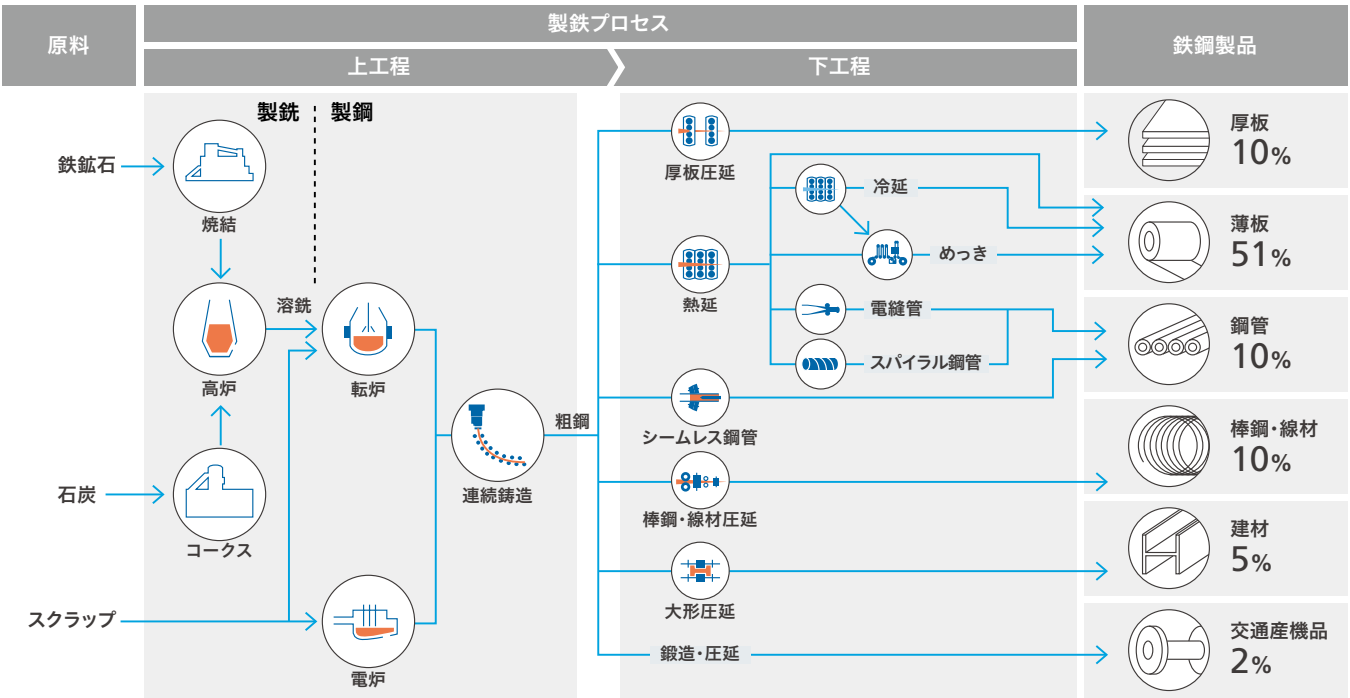 原料
製鉄プロセス
上工程
下工程
鉄鋼製品
製銑
製鋼
鉄鉱石
焼結
高炉
溶銑
転炉
石炭
コークス
スクラップ
電炉
連続鋳造
粗鋼
厚板圧延
熱延
冷延
めっき
電縫管
スパイラル鋼管
シームレス鋼管
棒鋼・線材圧延
大形圧延
鍛造・圧延
厚板
10%
薄板
51%
鋼管
10%
棒鋼・線材
10%
建材
5%
交通産機品
2%